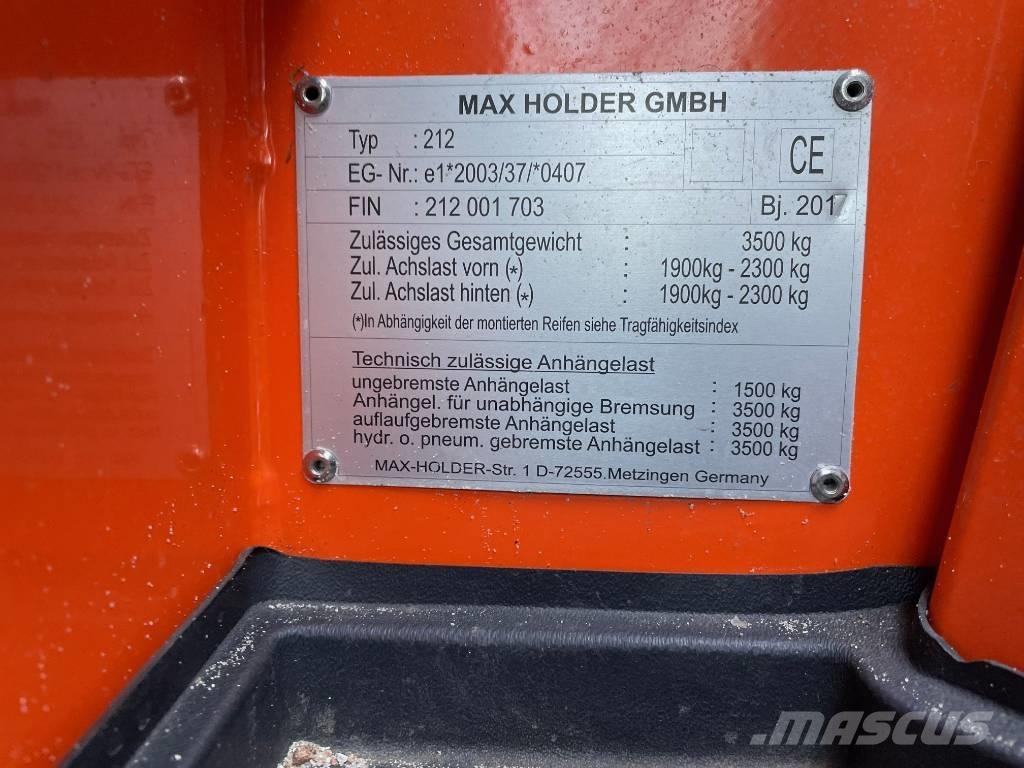 MAX HOLDER GMBH
Typ : 212
CE
EG- Nr.: e1*2003/37/*0407
FIN : 212 001 703 Bj. 2017
Zulässiges Gesamtgewicht : 3500 kg
Zul. Achslast vorn (*) : 1900kg - 2300 kg
Zul. Achslast hinten (*) : 1900kg - 2300 kg
(*)In Abhängigkeit der montierten Reifen siehe Tragfähigkeitsindex
Technisch zulässige Anhängelast
ungebremste Anhängelast : 1500 kg
Anhängel. für unabhängige Bremsung : 3500 kg
auflaufgebremste Anhängelast : 3500 kg
hydr. o. pneum. gebremste Anhängelast : 3500 kg
MAX-HOLDER-Str. 1 D-72555 Metzingen Germany
MASCUS